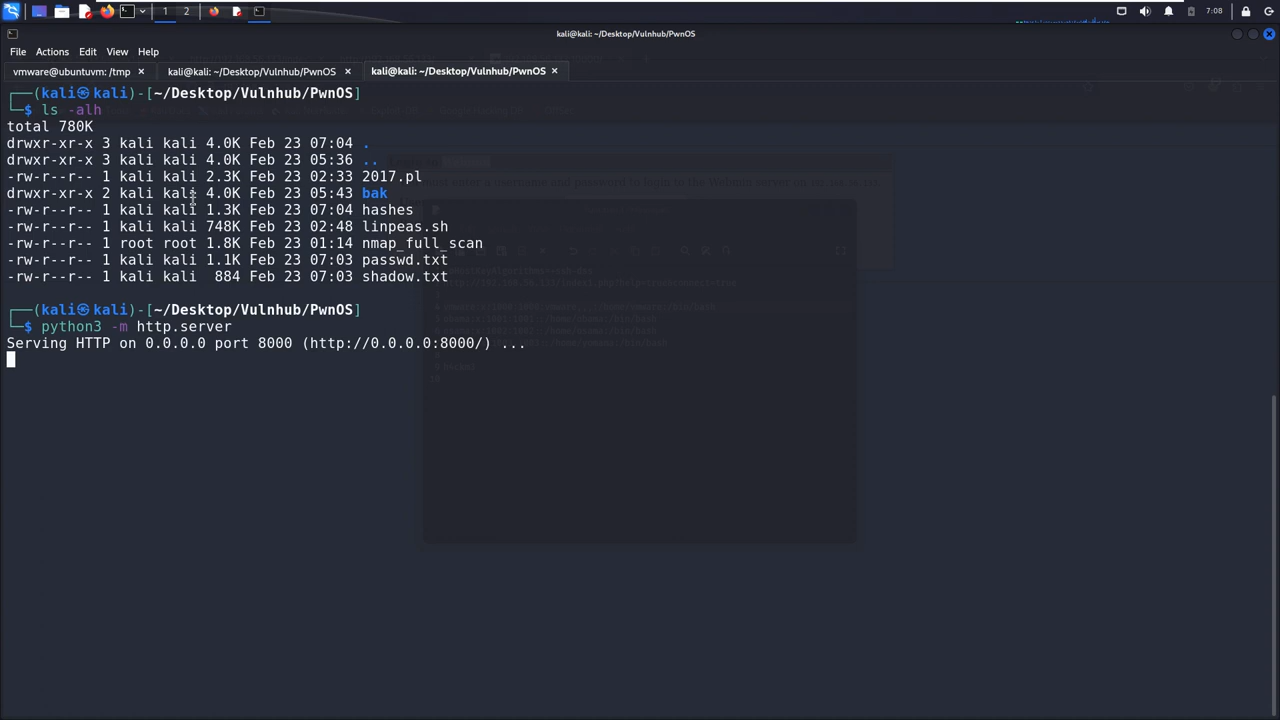 1 2 7:08
kali@kali: ~/Desktop/Vulnhub/PwnOS
File Actions Edit View Help
vmware@ubuntuvm: /tmp × kali@kali: ~/Desktop/Vulnhub/PwnOS × kali@kali: ~/Desktop/Vulnhub/PwnOS ×
┌──(kali㉿kali)-[~/Desktop/Vulnhub/PwnOS]
└─$ ls -alh
total 780K
drwxr-xr-x 3 kali kali 4.0K Feb 23 07:04 .
drwxr-xr-x 3 kali kali 4.0K Feb 23 05:36 ..
-rw-r--r-- 1 kali kali 2.3K Feb 23 02:33 2017.pl
drwxr-xr-x 2 kali kali 4.0K Feb 23 05:43 bak
-rw-r--r-- 1 kali kali 1.3K Feb 23 07:04 hashes
-rw-r--r-- 1 kali kali 748K Feb 23 02:48 linpeas.sh
-rw-r--r-- 1 root root 1.8K Feb 23 01:14 nmap_full_scan
-rw-r--r-- 1 kali kali 1.1K Feb 23 07:03 passwd.txt
-rw-r--r-- 1 kali kali 884 Feb 23 07:03 shadow.txt
┌──(kali㉿kali)-[~/Desktop/Vulnhub/PwnOS]
└─$ python3 -m http.server
Serving HTTP on 0.0.0.0 port 8000 (http://0.0.0.0:8000/) ...